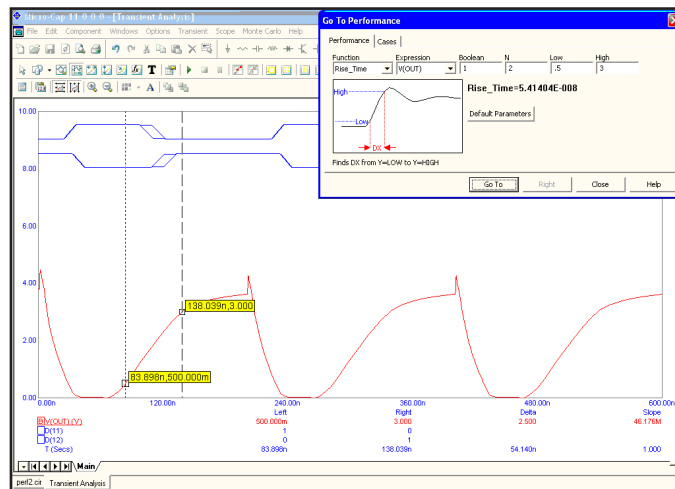 Micro-Cap 11.0.0.0 - [Transient Analysis]
File Edit Component Windows Options Transient Scope Monte Carlo Help
Go To Performance
Performance Cases
Function Expression Boolean N Low High
Rise_Time V(OUT) 1 2 .5 3
High
Low
DX
Rise_Time=5.41404E-008
Default Parameters
Finds DX from Y=LOW to Y=HIGH
Go To Right Close Help
10.00
8.00
6.00
4.00
2.00
0.00
138.039n,3.000
83.898n,500.000m
0.00n 120.00n 240.00n 360.00n 480.00n 600.00n
Left Right Delta Slope
V(OUT) (V) 500.000m 3.000 2.500 46.176M
D(11) 1 0
D(12) 0 1
T (Secs) 83.898n 138.039n 54.140n 1.000
Main
perf2.cir Transient Analysis